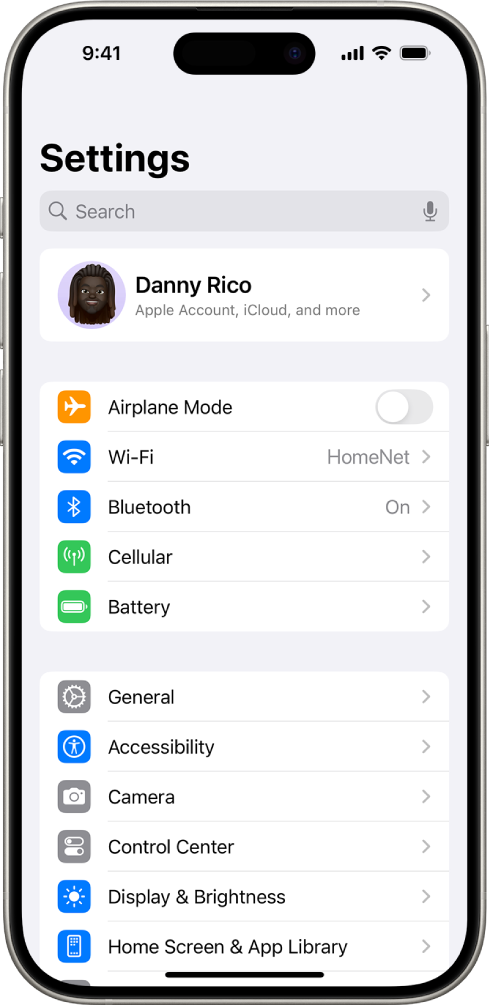 9:41
Settings
Search
Danny Rico
Apple Account, iCloud, and more
Airplane Mode
Wi-Fi HomeNet
Bluetooth On
Cellular
Battery
General
Accessibility
Camera
Control Center
Display & Brightness
Home Screen & App Library